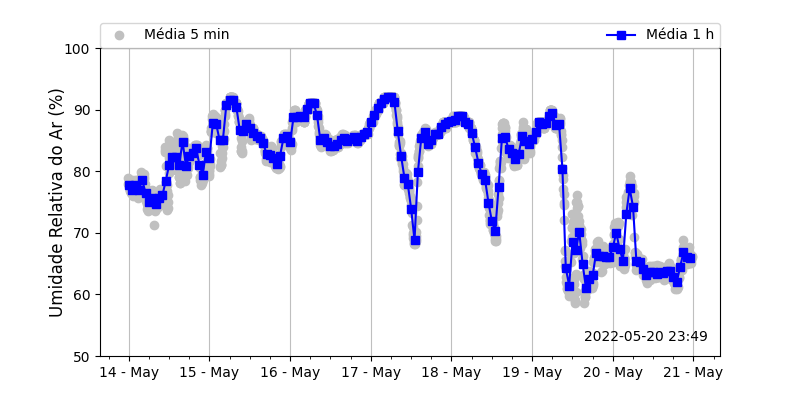 Média 5 min
Média 1 h
Umidade Relativa do Ar (%)
100
90
80
70
60
50
2022-05-20 23:49
14 - May
15 - May
16 - May
17 - May
18 - May
19 - May
20 - May
21 - May